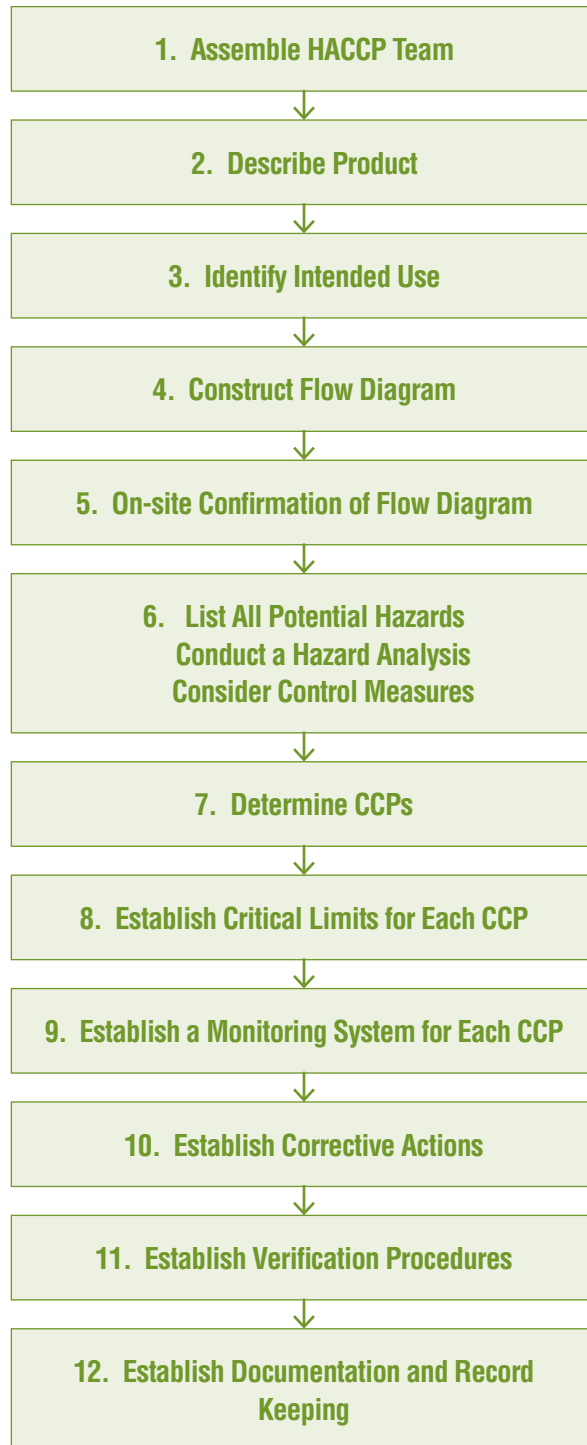 1. Assemble HACCP Team
2. Describe Product
3. Identify Intended Use
4. Construct Flow Diagram
5. On-site Confirmation of Flow Diagram
6. List All Potential Hazards
Conduct a Hazard Analysis
Consider Control Measures
7. Determine CCPs
8. Establish Critical Limits for Each CCP
9. Establish a Monitoring System for Each CCP
10. Establish Corrective Actions
11. Establish Verification Procedures
12. Establish Documentation and Record
Keeping